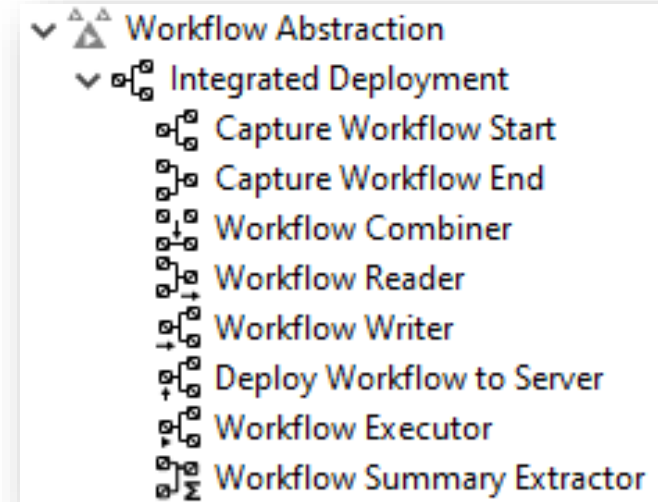 Workflow Abstraction
Integrated Deployment
Capture Workflow Start
Capture Workflow End
Workflow Combiner
Workflow Reader
Workflow Writer
Deploy Workflow to Server
Workflow Executor
Workflow Summary Extractor